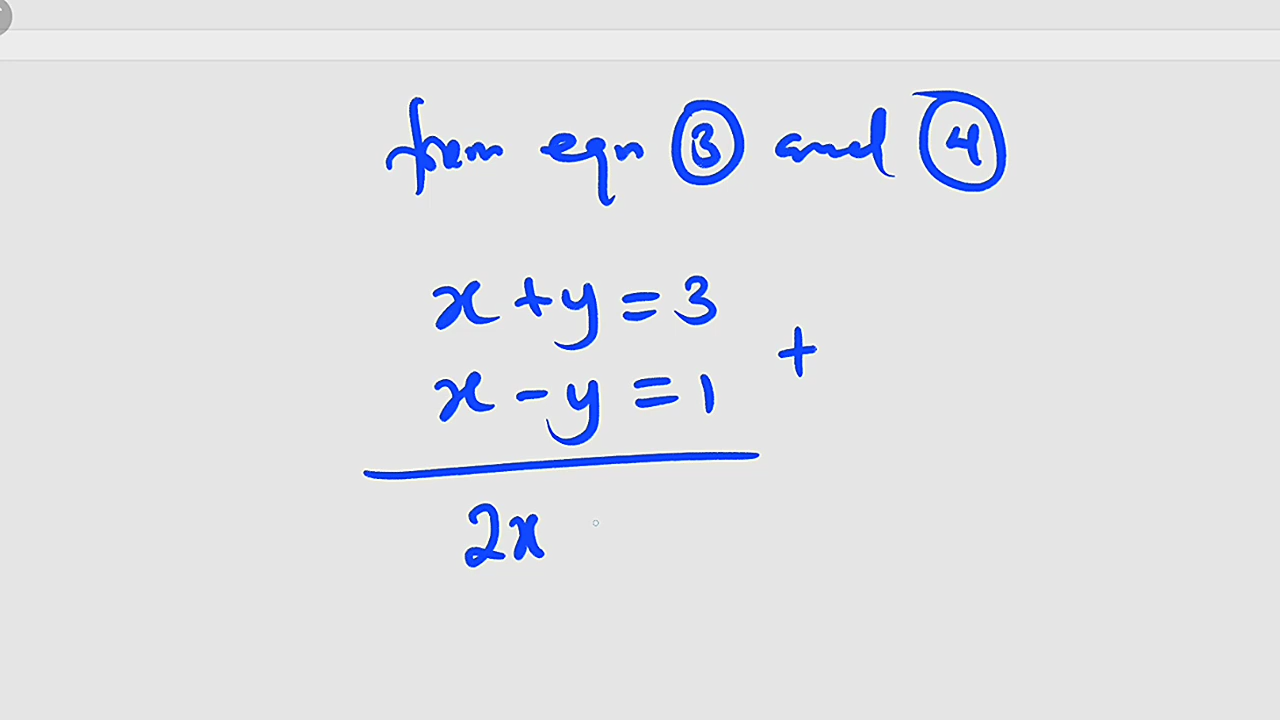 from eqn ③ and ④
x + y = 3
+
x - y = 1
2x